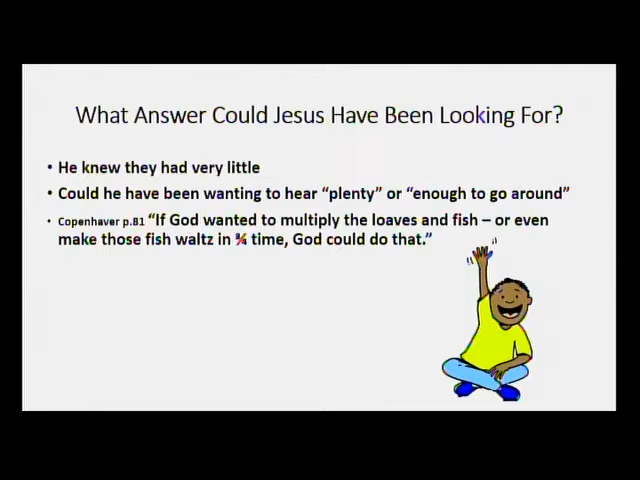 What Answer Could Jesus Have Been Looking For?
• He knew they had very little
• Could he have been wanting to hear “plenty” or “enough to go around”
• Copenhaver p.81 “If God wanted to multiply the loaves and fish – or even
make those fish waltz in ¾ time, God could do that.”